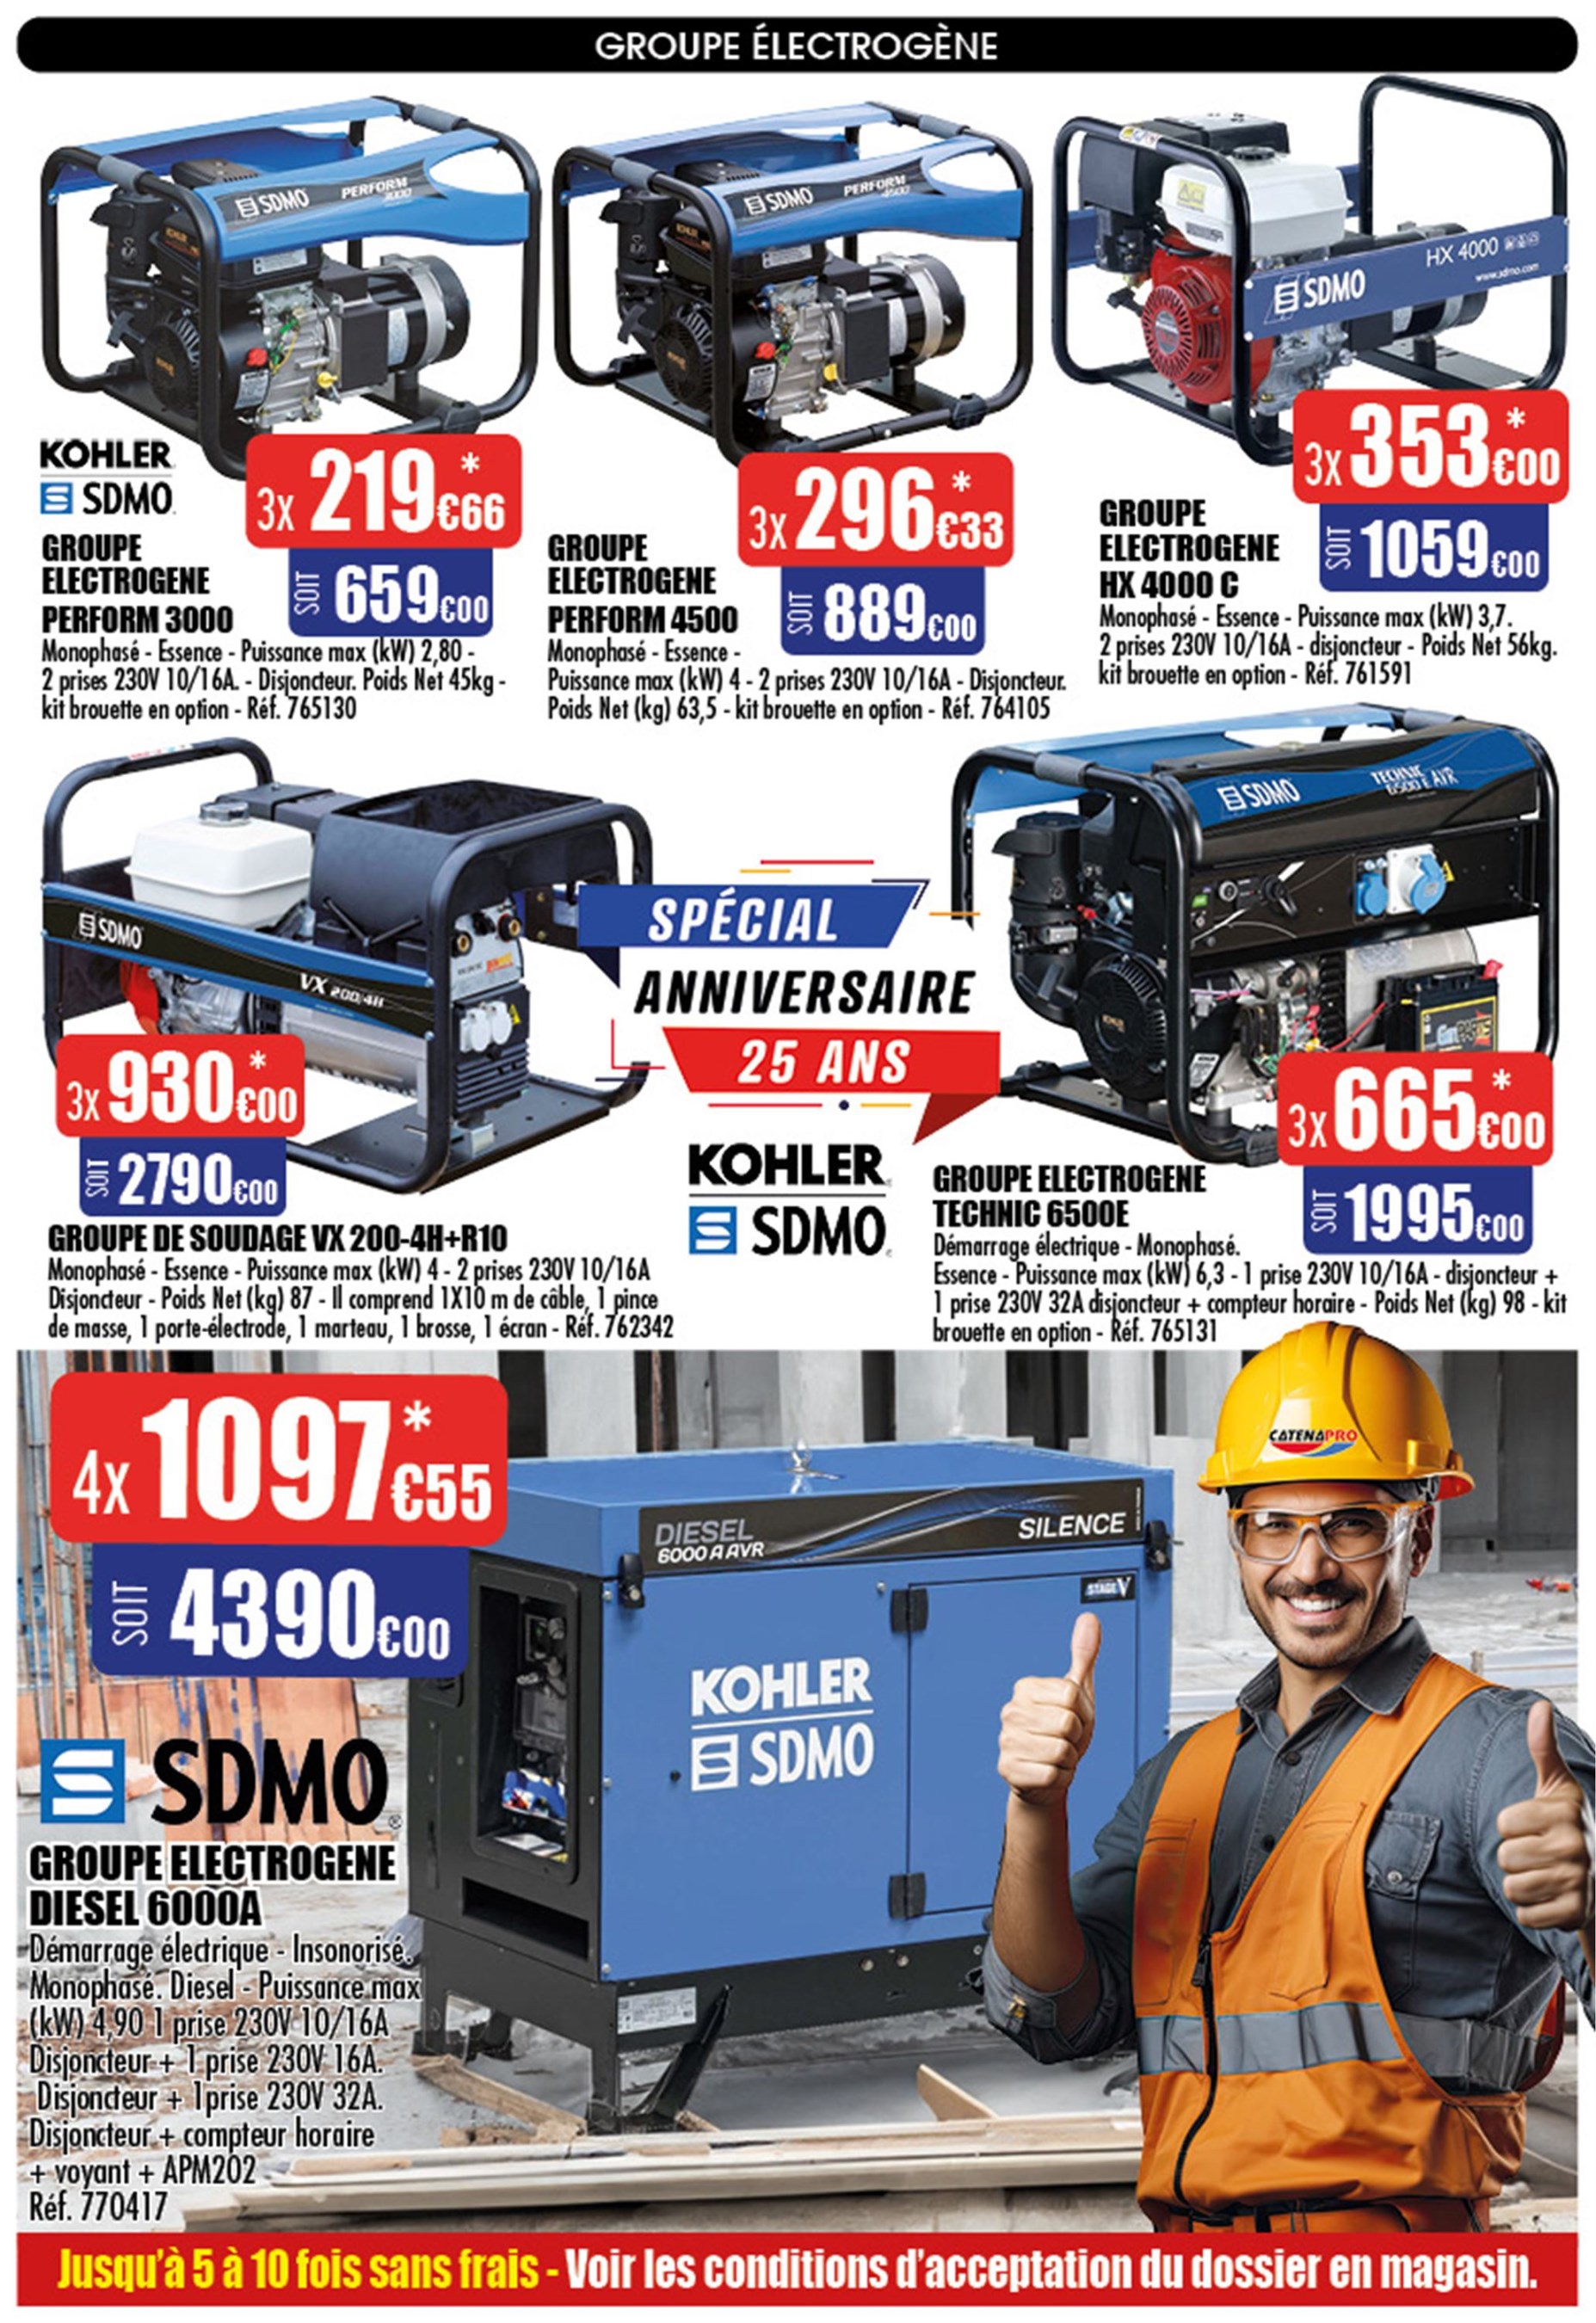 GROUPE ÉLECTROGÈNE
SDMO
PERFORM
3000
SDMO
PERFORM
4500
SDMO
HX 4000
www.sdmo.com
KOHLER
SDMO
3x 219€66*
SOIT 659€00
GROUPE
ELECTROGENE
PERFORM 3000
Monophasé - Essence - Puissance max (kW) 2,80 -
2 prises 230V 10/16A. - Disjoncteur. Poids Net 45kg -
kit brouette en option - Réf. 765130
3x 296€33*
SOIT 889€00
GROUPE
ELECTROGENE
PERFORM 4500
Monophasé - Essence -
Puissance max (kW) 4 - 2 prises 230V 10/16A - Disjoncteur.
Poids Net (kg) 63,5 - kit brouette en option - Réf. 764105
3x 353€00*
SOIT 1059€00
GROUPE
ELECTROGENE
HX 4000 C
Monophasé - Essence - Puissance max (kW) 3,7.
2 prises 230V 10/16A - disjoncteur - Poids Net 56kg.
kit brouette en option - Réf. 761591
SDMO
VX 200/4H
SDMO
TECHNIC
6500 E AVR
SPÉCIAL
ANNIVERSAIRE
25 ANS
3x 930€00*
SOIT 2790€00
GROUPE DE SOUDAGE VX 200-4H+R10
Monophasé - Essence - Puissance max (kW) 4 - 2 prises 230V 10/16A
Disjoncteur - Poids Net (kg) 87 - Il comprend 1X10 m de câble, 1 pince
de masse, 1 porte-électrode, 1 marteau, 1 brosse, 1 écran - Réf. 762342
KOHLER
SDMO
3x 665€00*
SOIT 1995€00
GROUPE ELECTROGENE
TECHNIC 6500E
Démarrage électrique - Monophasé.
Essence - Puissance max (kW) 6,3 - 1 prise 230V 10/16A - disjoncteur +
1 prise 230V 32A disjoncteur + compteur horaire - Poids Net (kg) 98 - kit
brouette en option - Réf. 765131
4x 1097€55*
SOIT 4390€00
DIESEL
6000 A AVR
SILENCE
STAGE V
KOHLER
SDMO
CATENAPRO
SDMO®
GROUPE ELECTROGENE
DIESEL 6000A
Démarrage électrique - Insonorisé.
Monophasé. Diesel - Puissance max
(kW) 4,90 1 prise 230V 10/16A
Disjoncteur + 1 prise 230V 16A.
Disjoncteur + 1prise 230V 32A.
Disjoncteur + compteur horaire
+ voyant + APM202
Réf. 770417
Jusqu'à 5 à 10 fois sans frais - Voir les conditions d'acceptation du dossier en magasin.